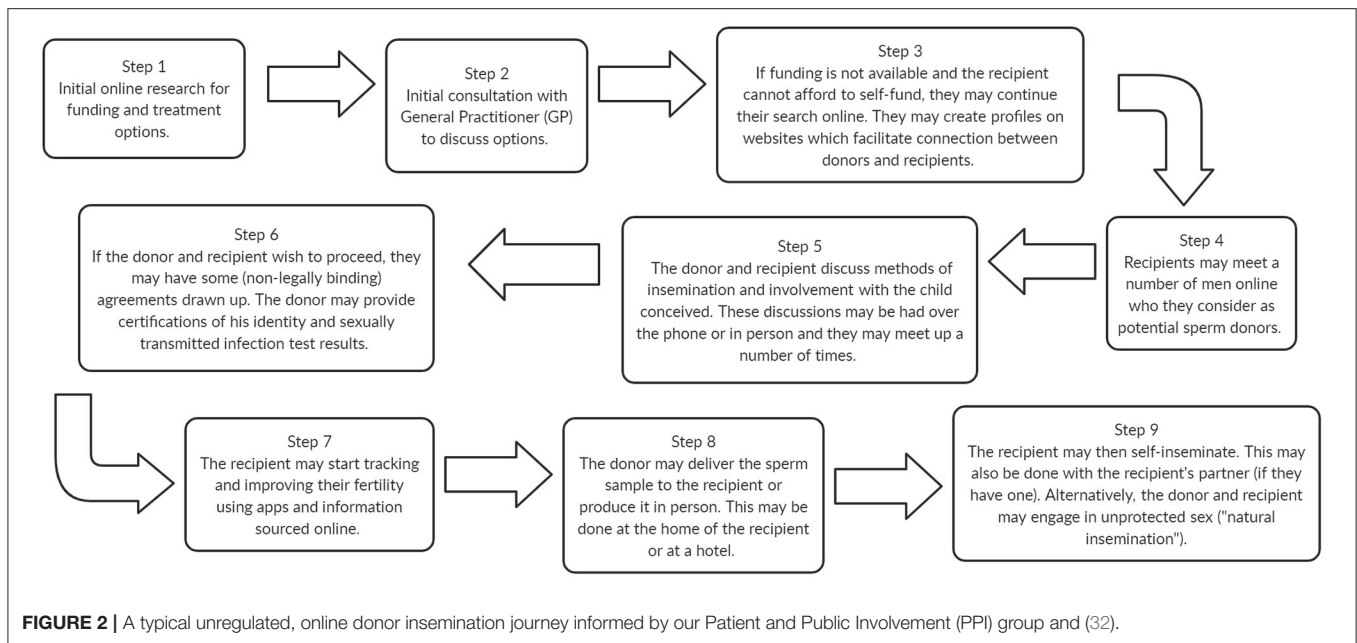 Step 1
Initial online research for
funding and treatment
options.
Step 2
Initial consultation with
General Practitioner (GP)
to discuss options.
Step 3
If funding is not available and the recipient
cannot afford to self-fund, they may continue
their search online. They may create profiles on
websites which facilitate connection between
donors and recipients.
Step 4
Recipients may meet a
number of men online
who they consider as
potential sperm donors.
Step 5
The donor and recipient discuss methods of
insemination and involvement with the child
conceived. These discussions may be had over
the phone or in person and they may meet up a
number of times.
Step 6
If the donor and recipient wish to proceed, they
may have some (non-legally binding)
agreements drawn up. The donor may provide
certifications of his identity and sexually
transmitted infection test results.
Step 7
The recipient may start tracking
and improving their fertility
using apps and information
sourced online.
Step 8
The donor may deliver the sperm
sample to the recipient or
produce it in person. This may be
done at the home of the recipient
or at a hotel.
Step 9
The recipient may then self-inseminate. This may
also be done with the recipient's partner (if they
have one). Alternatively, the donor and recipient
may engage in unprotected sex ("natural
insemination").
FIGURE 2 | A typical unregulated, online donor insemination journey informed by our Patient and Public Involvement (PPI) group and (32).